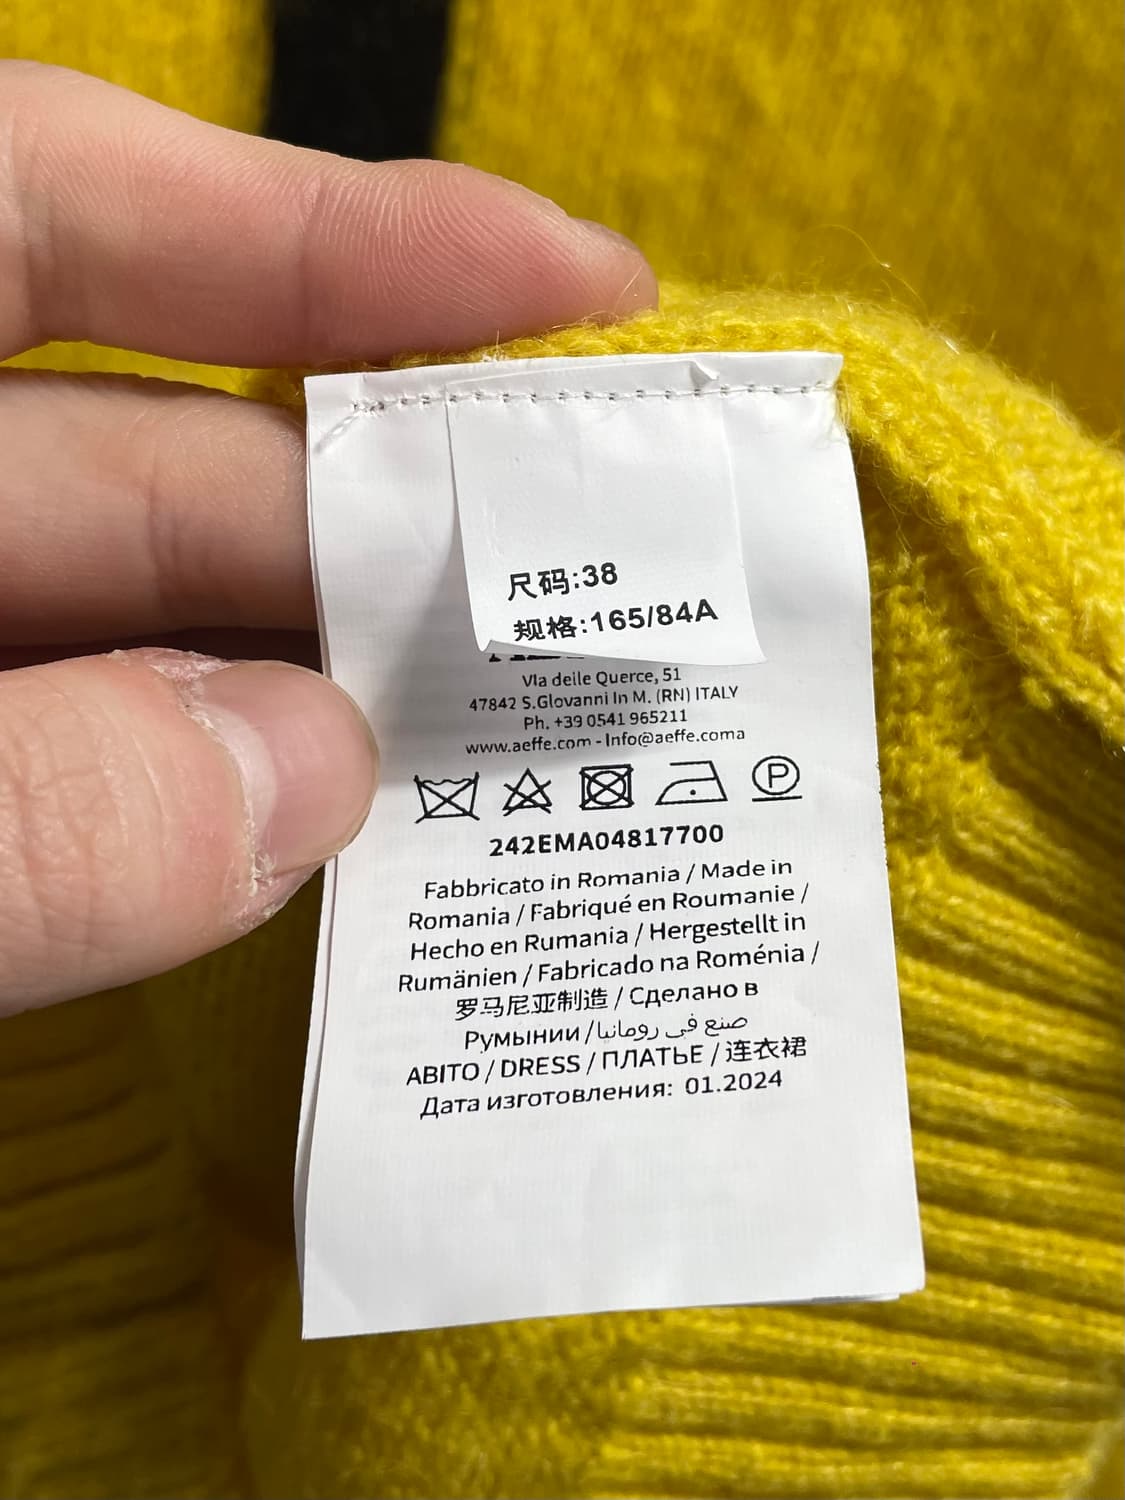 尺码:38
规格:165/84A
Via delle Querce, 51
47842 S.Giovanni In M. (RN) ITALY
Ph. +39 0541 965211
www.aeffe.com - Info@aeffe.coma
P
242EMA04817700
Fabbricato in Romania / Made in
Romania / Fabriqué en Roumanie /
Hecho en Rumania / Hergestellt in
Rumänien / Fabricado na Roménia /
罗马尼亚制造 / Сделано в
Румынии / صنع في رومانيا
ABITO / DRESS / ПЛАТЬЕ / 连衣裙
Дата изготовления: 01.2024